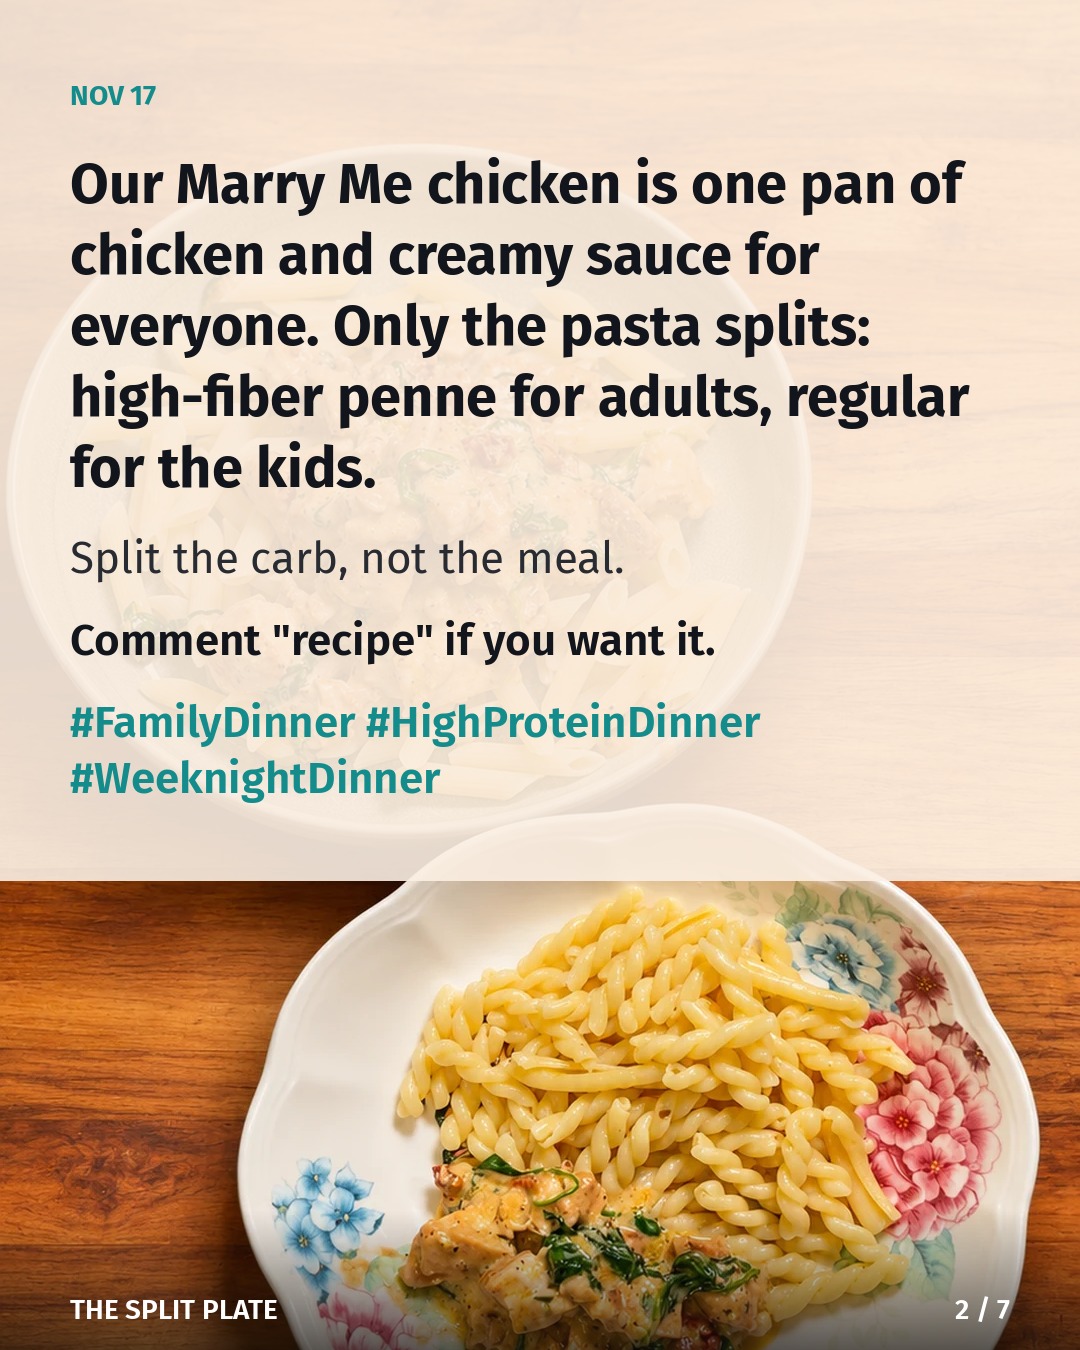 NOV 17
Our Marry Me chicken is one pan of
chicken and creamy sauce for
everyone. Only the pasta splits:
high-fiber penne for adults, regular
for the kids.
Split the carb, not the meal.
Comment "recipe" if you want it.
#FamilyDinner #HighProteinDinner
#WeeknightDinner
THE SPLIT PLATE
2 / 7